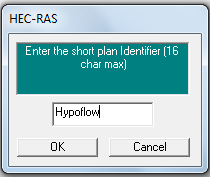 HEC-RAS
Enter the short plan Identifier (16
char max)
Hypoflow
OK
Cancel